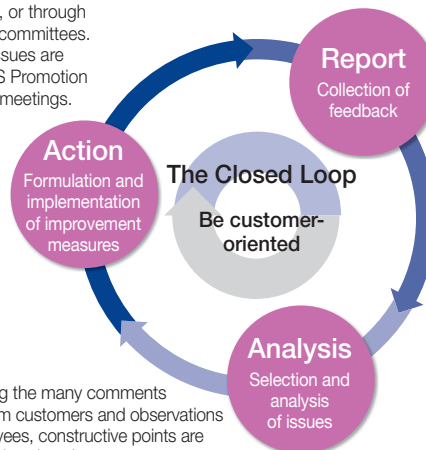 , or through
committees.
ssues are
S Promotion
meetings.
Report
Collection of
feedback
Action
Formulation and
implementation
of improvement
measures
The Closed Loop
Be customer-
oriented
Analysis
Selection and
analysis
of issues
g the many comments
m customers and observations
yees, constructive points are